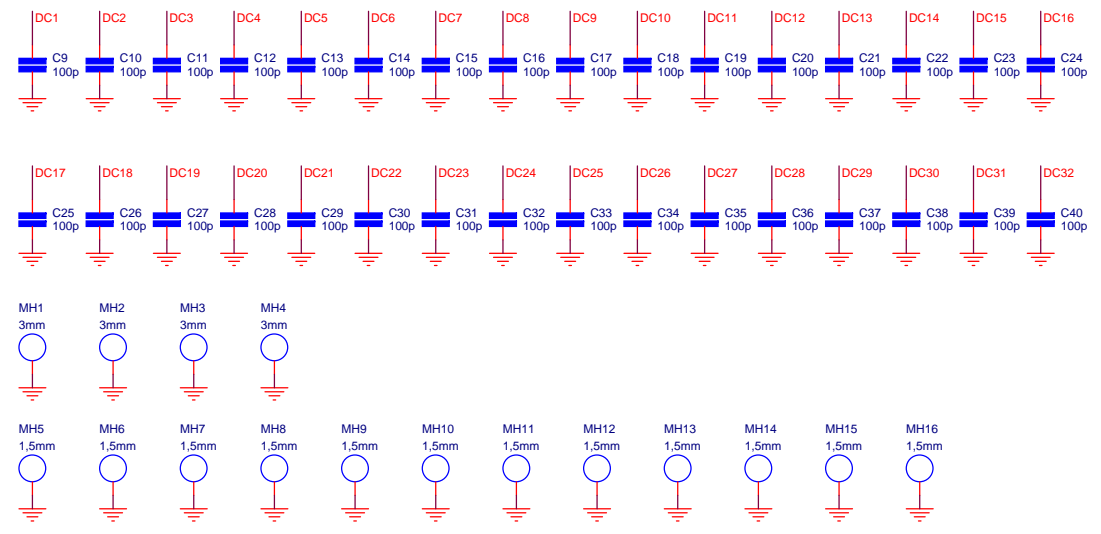 DC1 DC2 DC3 DC4 DC5 DC6 DC7 DC8 DC9 DC10 DC11 DC12 DC13 DC14 DC15 DC16
C9 C10 C11 C12 C13 C14 C15 C16 C17 C18 C19 C20 C21 C22 C23 C24
100p 100p 100p 100p 100p 100p 100p 100p 100p 100p 100p 100p 100p 100p 100p 100p
DC17 DC18 DC19 DC20 DC21 DC22 DC23 DC24 DC25 DC26 DC27 DC28 DC29 DC30 DC31 DC32
C25 C26 C27 C28 C29 C30 C31 C32 C33 C34 C35 C36 C37 C38 C39 C40
100p 100p 100p 100p 100p 100p 100p 100p 100p 100p 100p 100p 100p 100p 100p 100p
MH1 MH2 MH3 MH4
3mm 3mm 3mm 3mm
MH5 MH6 MH7 MH8 MH9 MH10 MH11 MH12 MH13 MH14 MH15 MH16
1,5mm 1,5mm 1,5mm 1,5mm 1,5mm 1,5mm 1,5mm 1,5mm 1,5mm 1,5mm 1,5mm 1,5mm